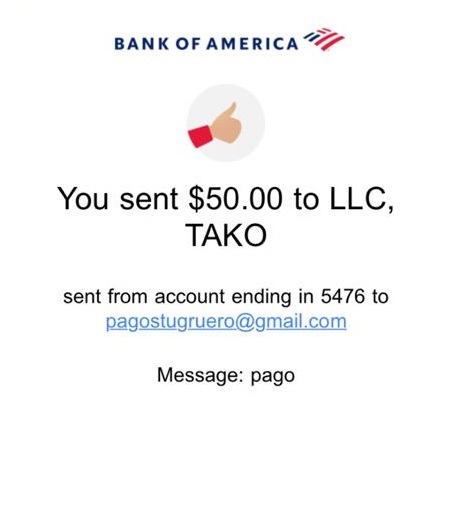 BANK OF AMERICA
You sent $50.00 to LLC,
TAKO
sent from account ending in 5476 to
pagostugruero@gmail.com
Message: pago